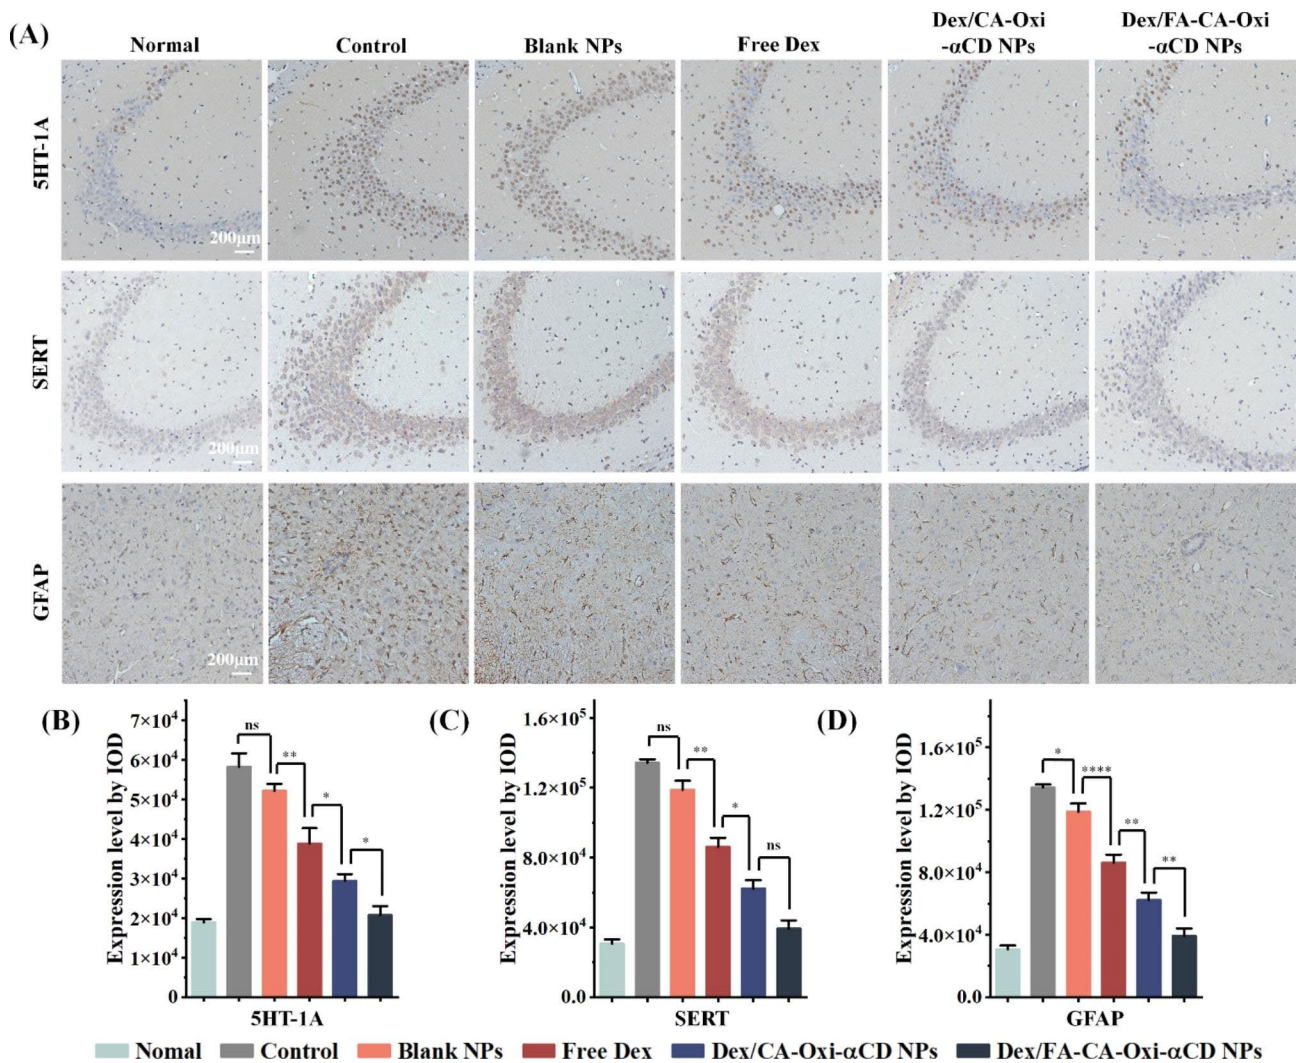 (A)
Normal
Control
Blank NPs
Free Dex
Dex/CA-Oxi
-αCD NPs
Dex/FA-CA-Oxi
-αCD NPs
5HT-1A
200μm
SERT
200μm
GFAP
200μm
(B)
Expression level by IOD
7×10⁴
6×10⁴
5×10⁴
4×10⁴
3×10⁴
2×10⁴
1×10⁴
0
ns
**
*
*
5HT-1A
(C)
Expression level by IOD
1.6×10⁵
1.2×10⁵
8.0×10⁴
4.0×10⁴
0.0
ns
**
*
ns
SERT
(D)
Expression level by IOD
1.6×10⁵
1.2×10⁵
8.0×10⁴
4.0×10⁴
0.0
*
****
**
**
GFAP
Nomal
Control
Blank NPs
Free Dex
Dex/CA-Oxi-αCD NPs
Dex/FA-CA-Oxi-αCD NPs